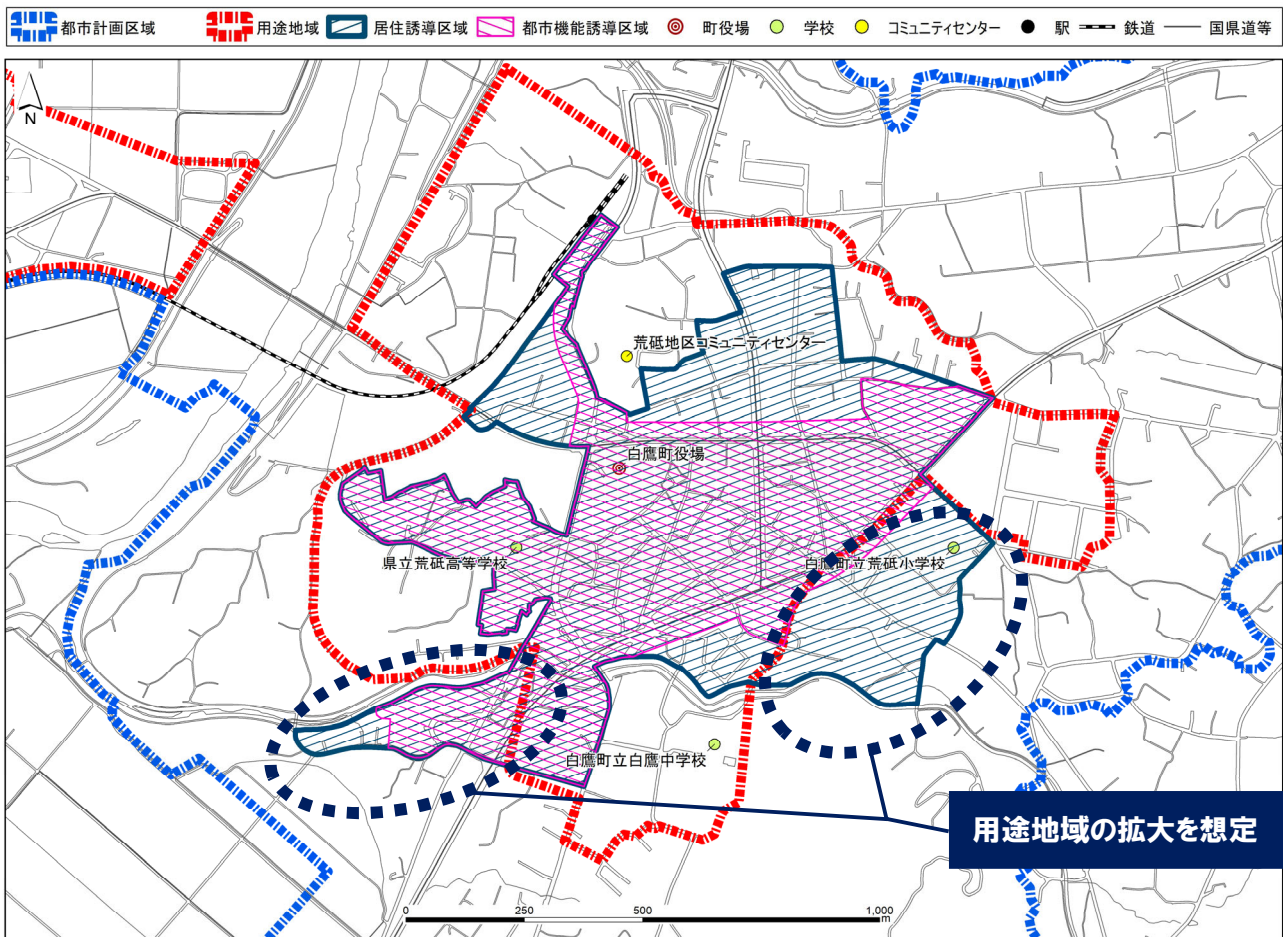 都市計画区域 用途地域 居住誘導区域 都市機能誘導区域 町役場 学校 コミュニティセンター 駅 鉄道 国県道等
N
荒砥地区コミュニティセンター
白鷹町役場
県立荒砥高等学校
白鷹町立荒砥小学校
白鷹町立白鷹中学校
用途地域の拡大を想定
0 250 500 1,000
m